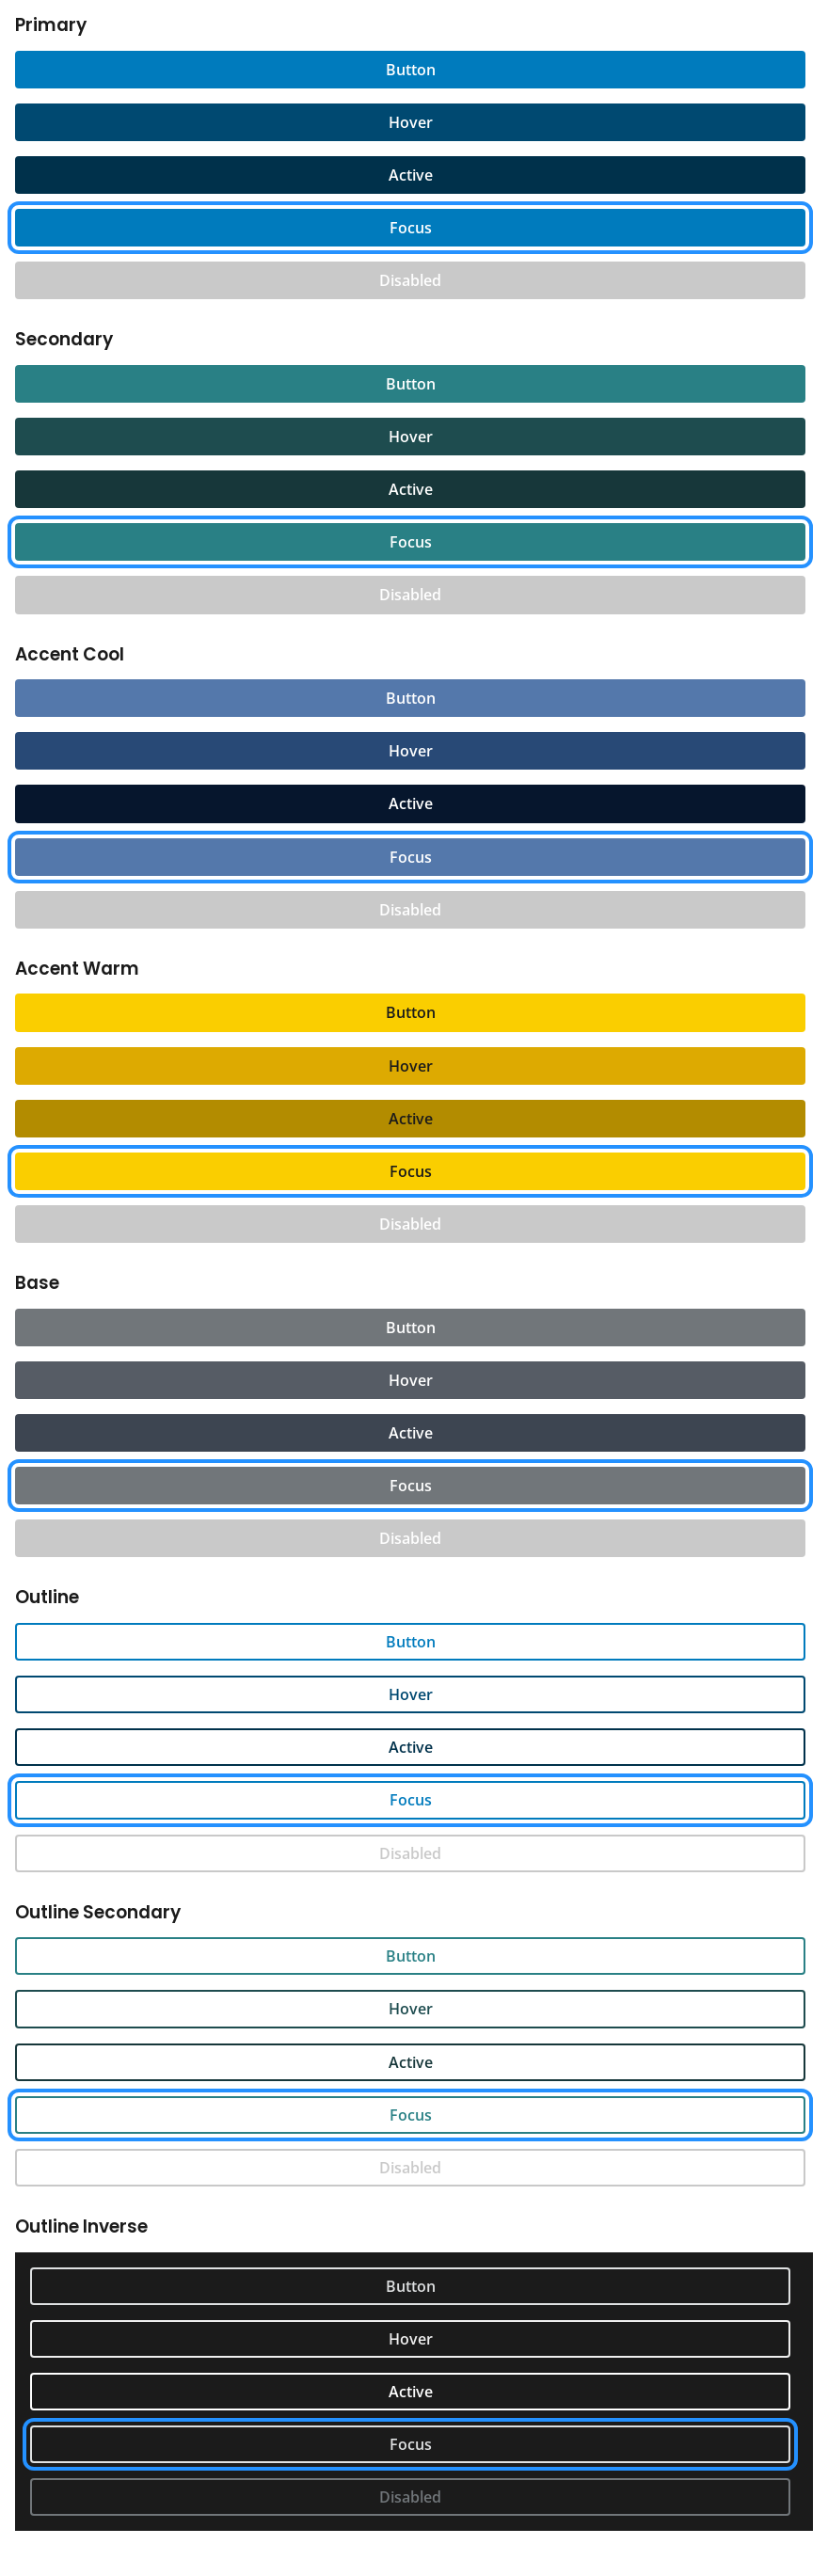 Primary
Button
Hover
Active
Focus
Disabled
Secondary
Button
Hover
Active
Focus
Disabled
Accent Cool
Button
Hover
Active
Focus
Disabled
Accent Warm
Button
Hover
Active
Focus
Disabled
Base
Button
Hover
Active
Focus
Disabled
Outline
Button
Hover
Active
Focus
Disabled
Outline Secondary
Button
Hover
Active
Focus
Disabled
Outline Inverse
Button
Hover
Active
Focus
Disabled